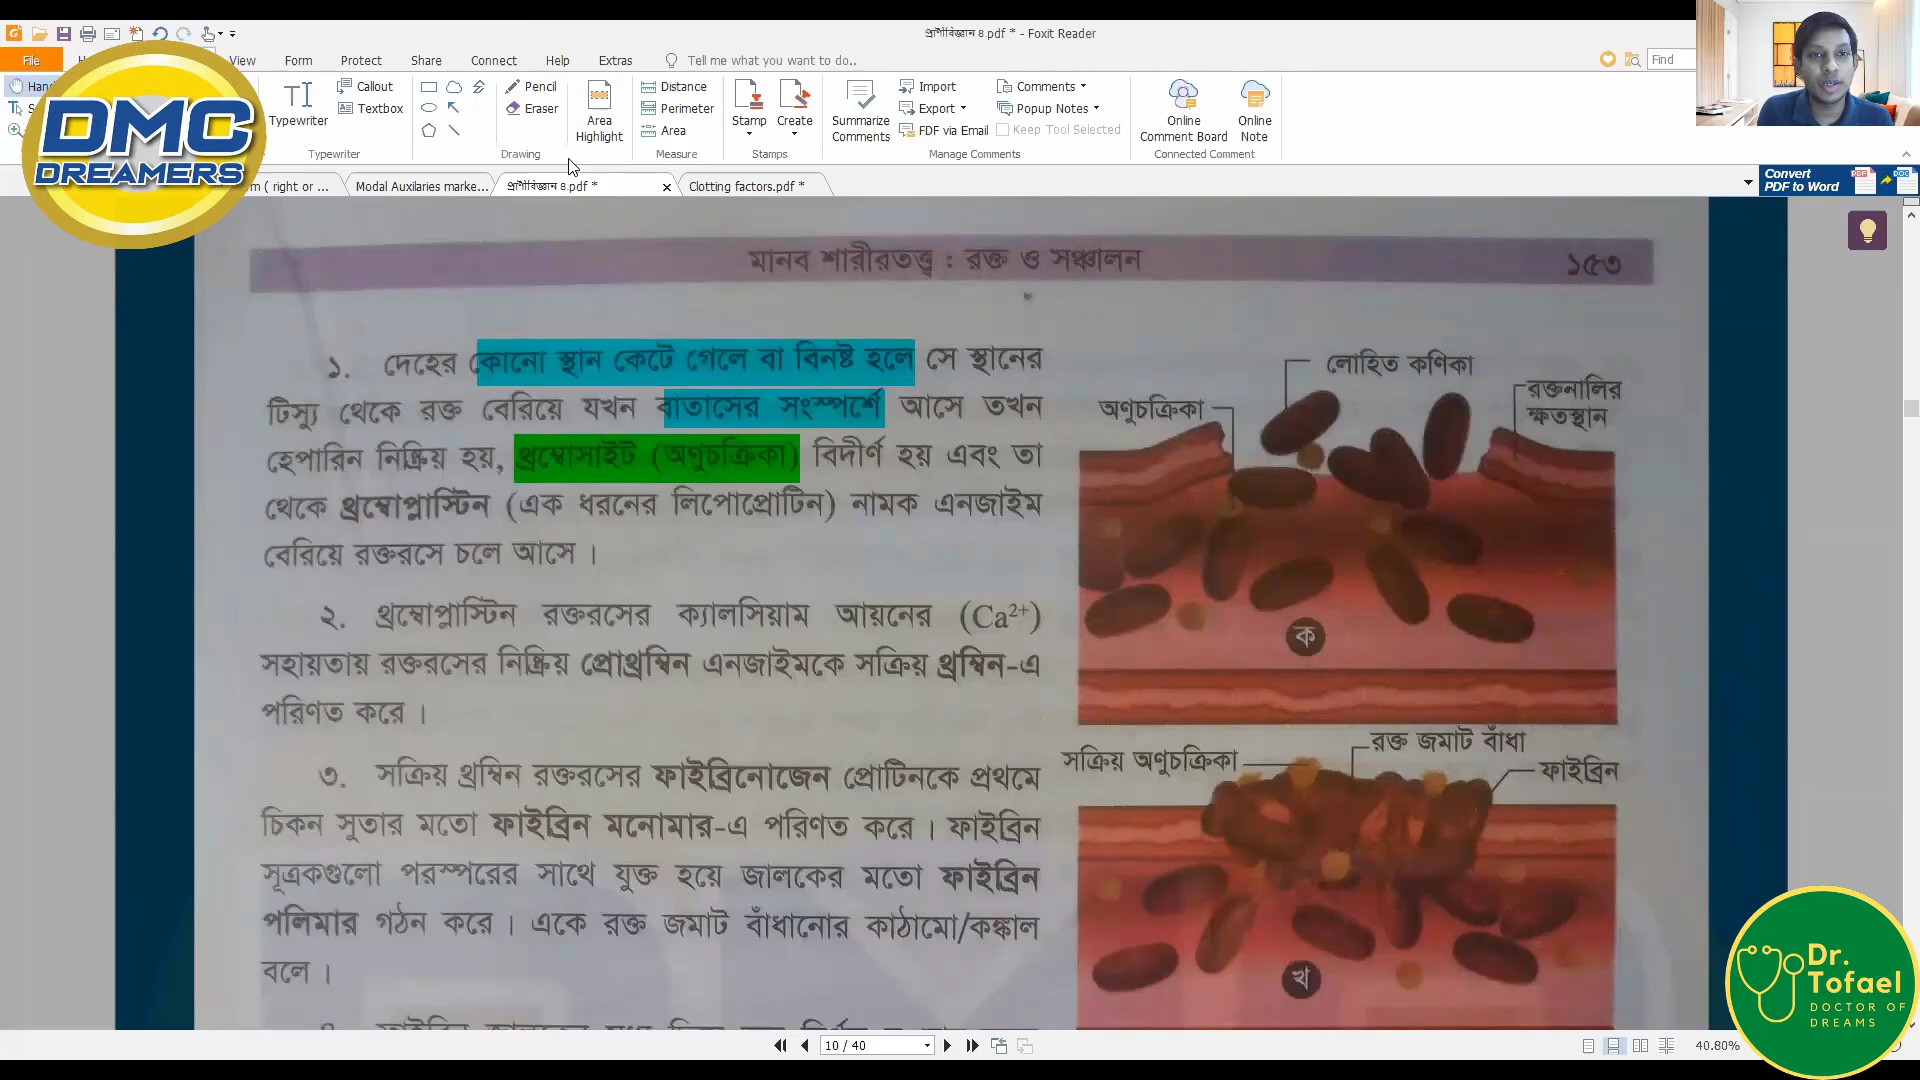 প্রাণীবিজ্ঞান ৪.pdf * - Foxit Reader
File
View
Form
Protect
Share
Connect
Help
Extras
Tell me what you want to do..
Find
Typewriter
Callout
Textbox
Typewriter
Pencil
Eraser
Drawing
Area
Highlight
Distance
Perimeter
Area
Measure
Stamp
Create
Stamps
Summarize
Comments
Import
Export
FDF via Email
Comments
Popup Notes
Keep Tool Selected
Manage Comments
Online
Comment Board
Online
Note
Connected Comment
DMC
DREAMERS
m ( right or ...
Modal Auxilaries marke...
প্রাণীবিজ্ঞান ৪.pdf *
Clotting factors.pdf *
Convert
PDF to Word
মানব শারীরতত্ত্ব : রক্ত ও সঞ্চালন
১৫৩
১. দেহের কোনো স্থান কেটে গেলে বা বিনষ্ট হলে সে স্থানের
টিস্যু থেকে রক্ত বেরিয়ে যখন বাতাসের সংস্পর্শে আসে তখন
হেপারিন নিষ্ক্রিয় হয়, থ্রম্বোসাইট (অণুচক্রিকা) বিদীর্ণ হয় এবং তা
থেকে থ্রম্বোপ্লাস্টিন (এক ধরনের লিপোপ্রোটিন) নামক এনজাইম
বেরিয়ে রক্তরসে চলে আসে ।
২. থ্রম্বোপ্লাস্টিন রক্তরসের ক্যালসিয়াম আয়নের (Ca²⁺)
সহায়তায় রক্তরসের নিষ্ক্রিয় প্রোথ্রম্বিন এনজাইমকে সক্রিয় থ্রম্বিন-এ
পরিণত করে ।
৩. সক্রিয় থ্রম্বিন রক্তরসের ফাইব্রিনোজেন প্রোটিনকে প্রথমে
চিকন সুতার মতো ফাইব্রিন মনোমার-এ পরিণত করে । ফাইব্রিন
সূত্রকগুলো পরস্পরের সাথে যুক্ত হয়ে জালকের মতো ফাইব্রিন
পলিমার গঠন করে । একে রক্ত জমাট বাঁধানোর কাঠামো/কঙ্কাল
বলে ।
লোহিত কণিকা
অণুচক্রিকা
রক্তনালির
ক্ষতস্থান
ক
রক্ত জমাট বাঁধা
সক্রিয় অণুচক্রিকা
ফাইব্রিন
খ
Dr.
Tofael
DOCTOR OF
DREAMS
10 / 40
40.80%